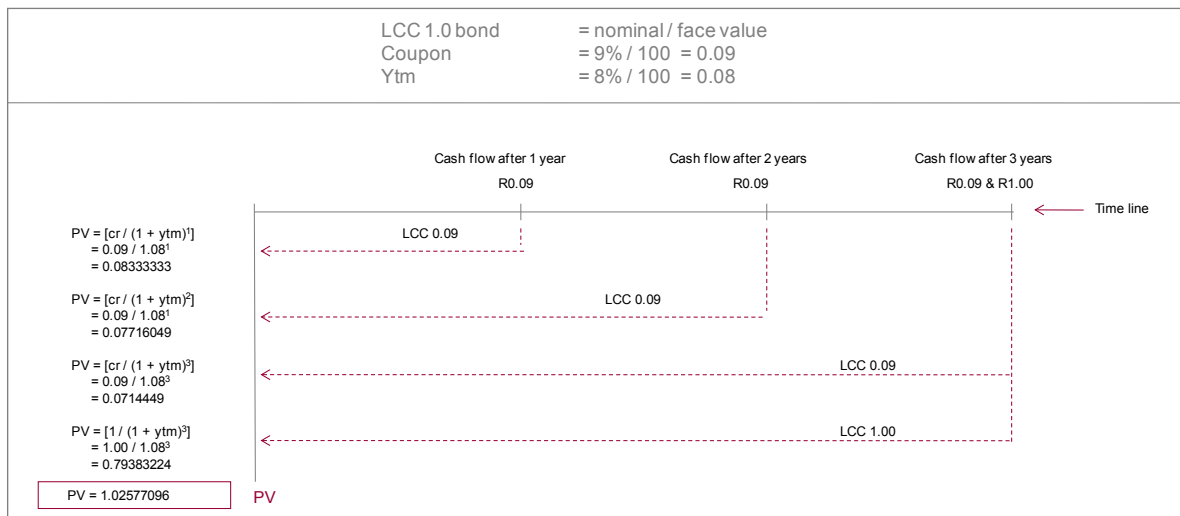 LCC 1.0 bond = nominal / face value
Coupon = 9% / 100 = 0.09
Ytm = 8% / 100 = 0.08
Cash flow after 1 year Cash flow after 2 years Cash flow after 3 years
R0.09 R0.09 R0.09 & R1.00
Time line
PV = [cr / (1 + ytm)¹]
= 0.09 / 1.08¹
= 0.08333333
LCC 0.09
PV = [cr / (1 + ytm)²]
= 0.09 / 1.08¹
= 0.07716049
LCC 0.09
PV = [cr / (1 + ytm)³]
= 0.09 / 1.08³
= 0.0714449
LCC 0.09
PV = [1 / (1 + ytm)³]
= 1.00 / 1.08³
= 0.79383224
LCC 1.00
PV = 1.02577096
PV